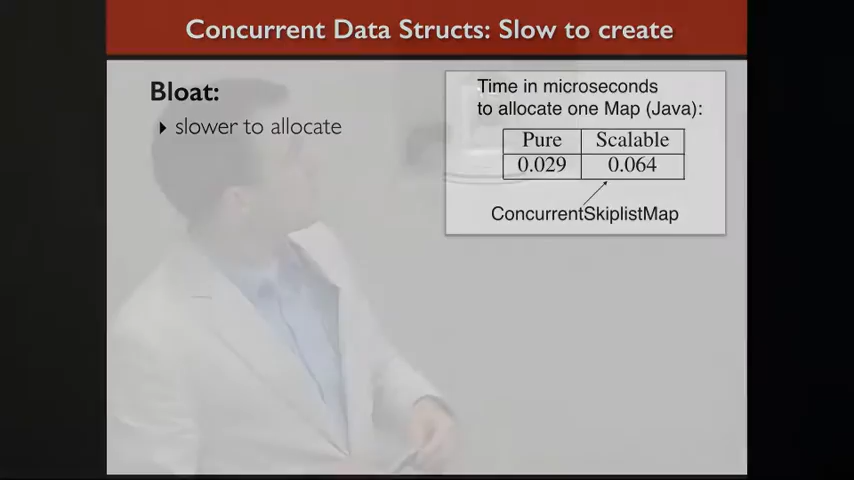 Concurrent Data Structs: Slow to create
Bloat:
slower to allocate
Time in microseconds
to allocate one Map (Java):
Pure Scalable
0.029 0.064
ConcurrentSkiplistMap